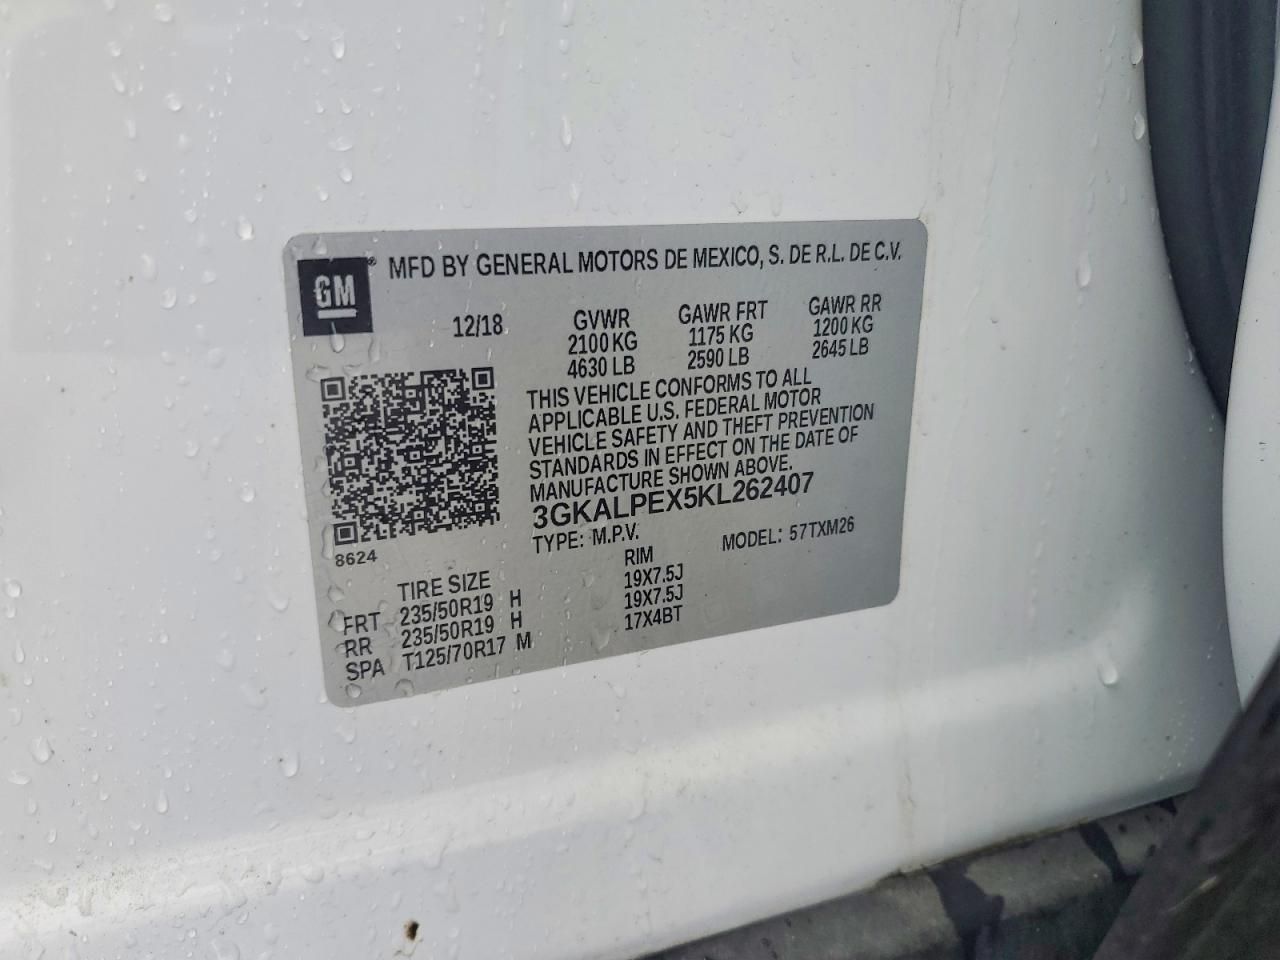 GM ® MFD BY GENERAL MOTORS DE MEXICO, S. DE R.L. DE C.V.
12/18 GVWR GAWR FRT GAWR RR
2100 KG 1175 KG 1200 KG
4630 LB 2590 LB 2645 LB
THIS VEHICLE CONFORMS TO ALL
APPLICABLE U.S. FEDERAL MOTOR
VEHICLE SAFETY AND THEFT PREVENTION
STANDARDS IN EFFECT ON THE DATE OF
MANUFACTURE SHOWN ABOVE.
3GKALPEX5KL262407
TYPE: M.P.V. MODEL: 57TXM26
8624
TIRE SIZE RIM
FRT 235/50R19 H 19X7.5J
RR 235/50R19 H 19X7.5J
SPA T125/70R17 M 17X4BT